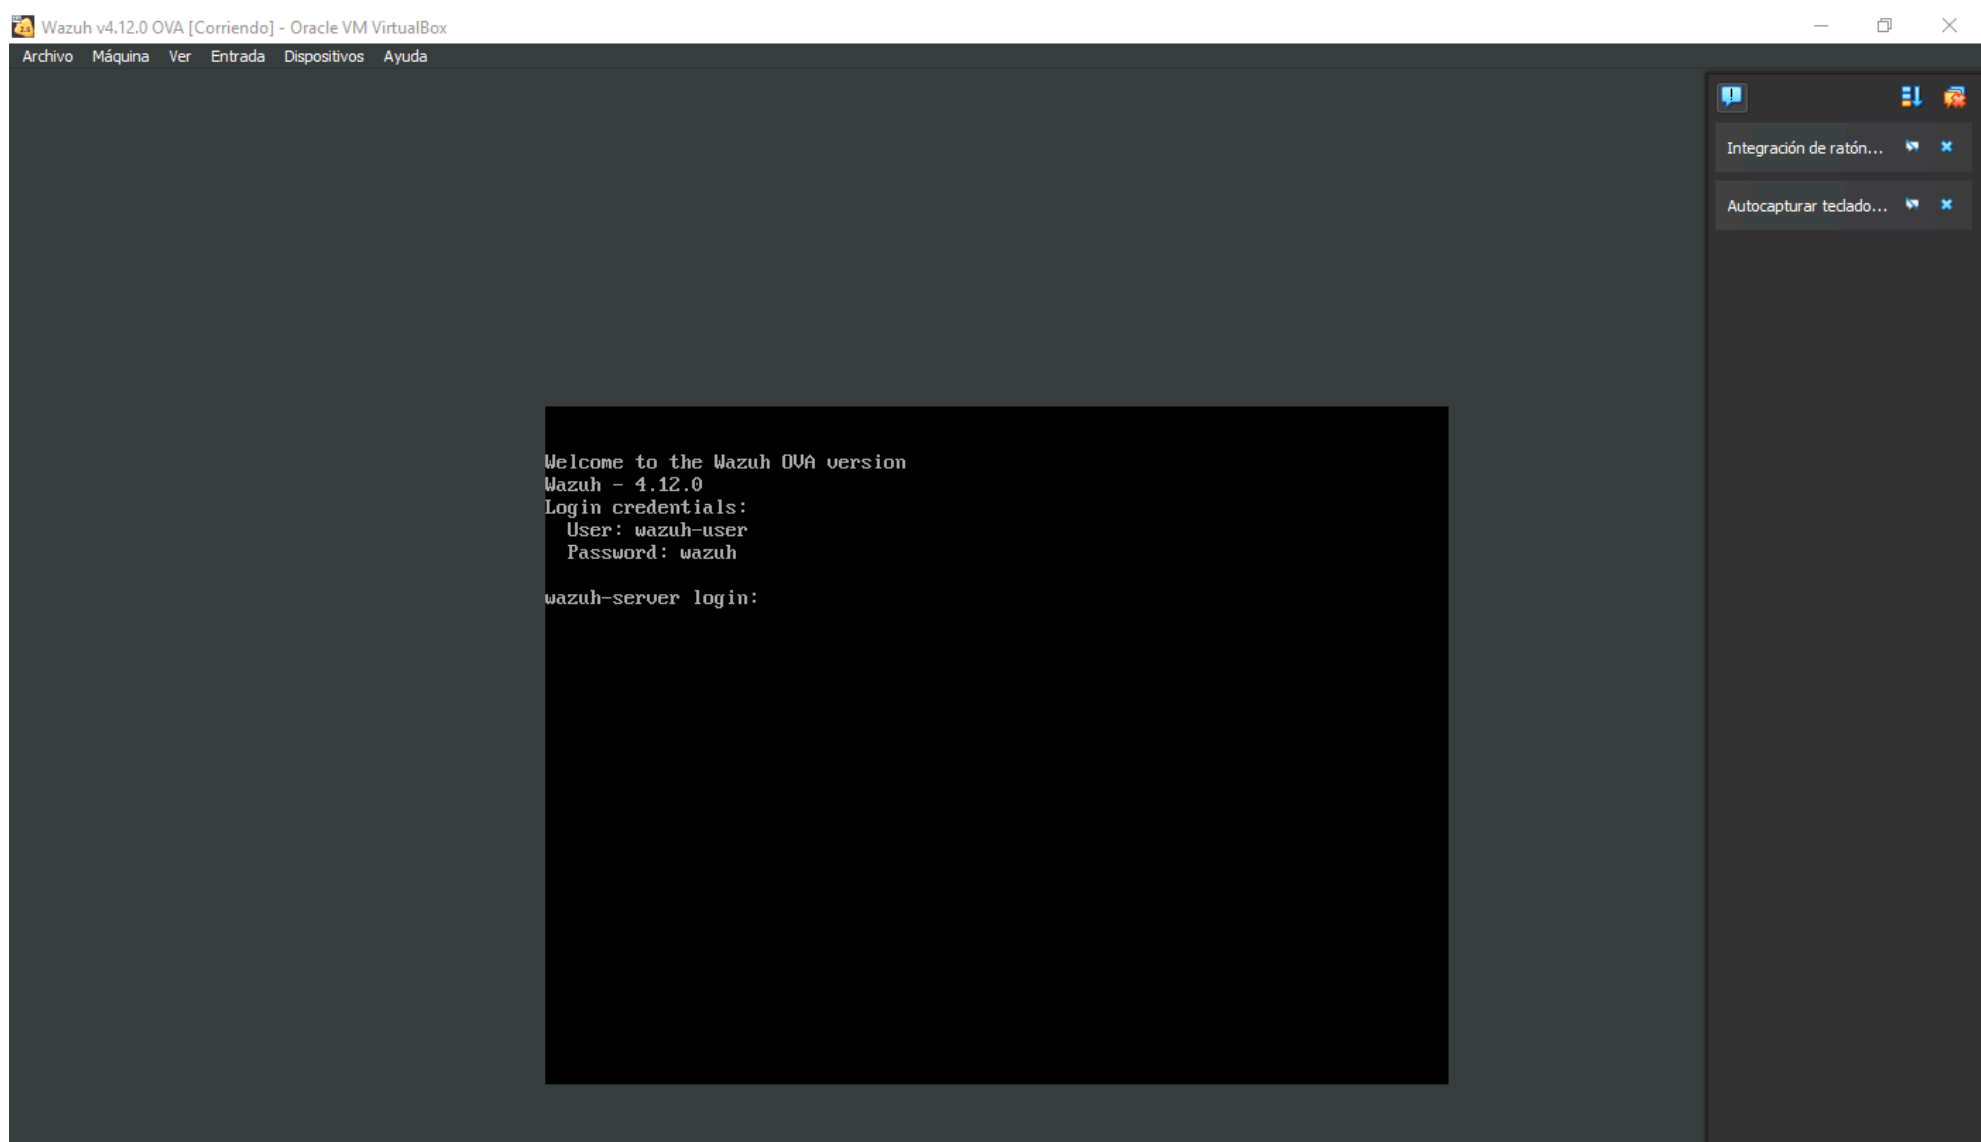 Wazuh v4.12.0 OVA [Corriendo] - Oracle VM VirtualBox
Archivo Máquina Ver Entrada Dispositivos Ayuda
Integración de ratón...
Autocapturar teclado...
Welcome to the Wazuh OVA version
Wazuh - 4.12.0
Login credentials:
User: wazuh-user
Password: wazuh
wazuh-server login: